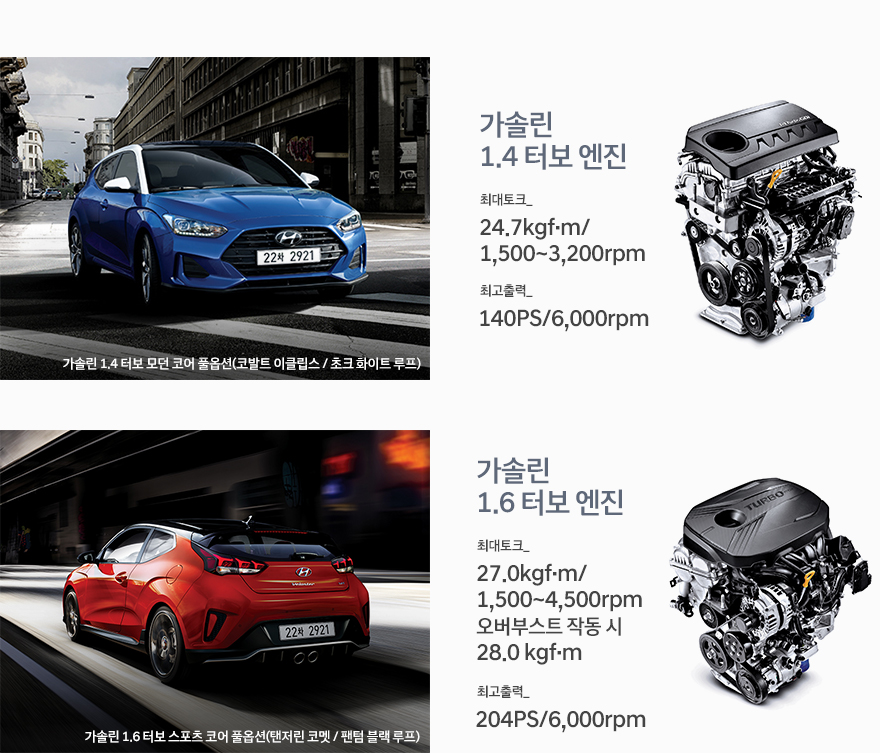 22차 2921
가솔린 1.4 터보 모던 코어 풀옵션(코발트 이클립스 / 초크 화이트 루프)
가솔린
1.4 터보 엔진
최대토크_
24.7kgf·m/
1,500~3,200rpm
최고출력_
140PS/6,000rpm
22차 2921
가솔린 1.6 터보 스포츠 코어 풀옵션(탠저린 코멧 / 팬텀 블랙 루프)
가솔린
1.6 터보 엔진
최대토크_
27.0kgf·m/
1,500~4,500rpm
오버부스트 작동 시
28.0 kgf·m
최고출력_
204PS/6,000rpm
TURBO